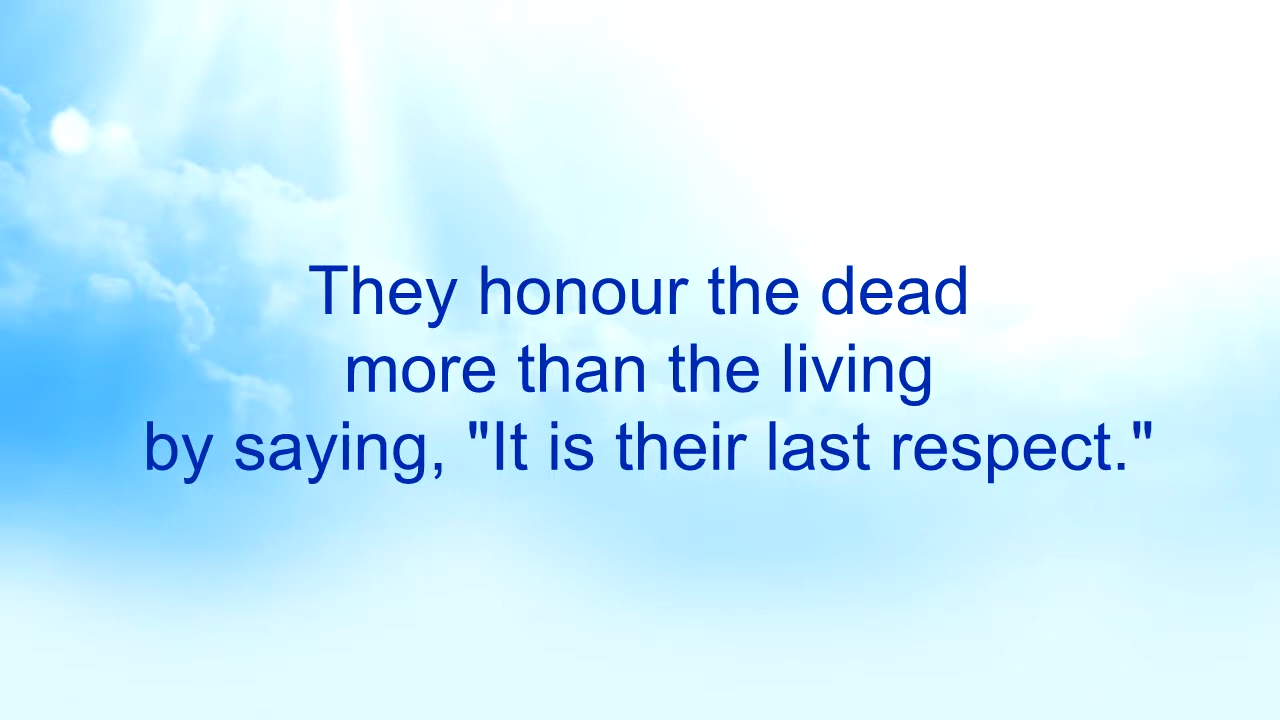 They honour the dead
more than the living
by saying, "It is their last respect."